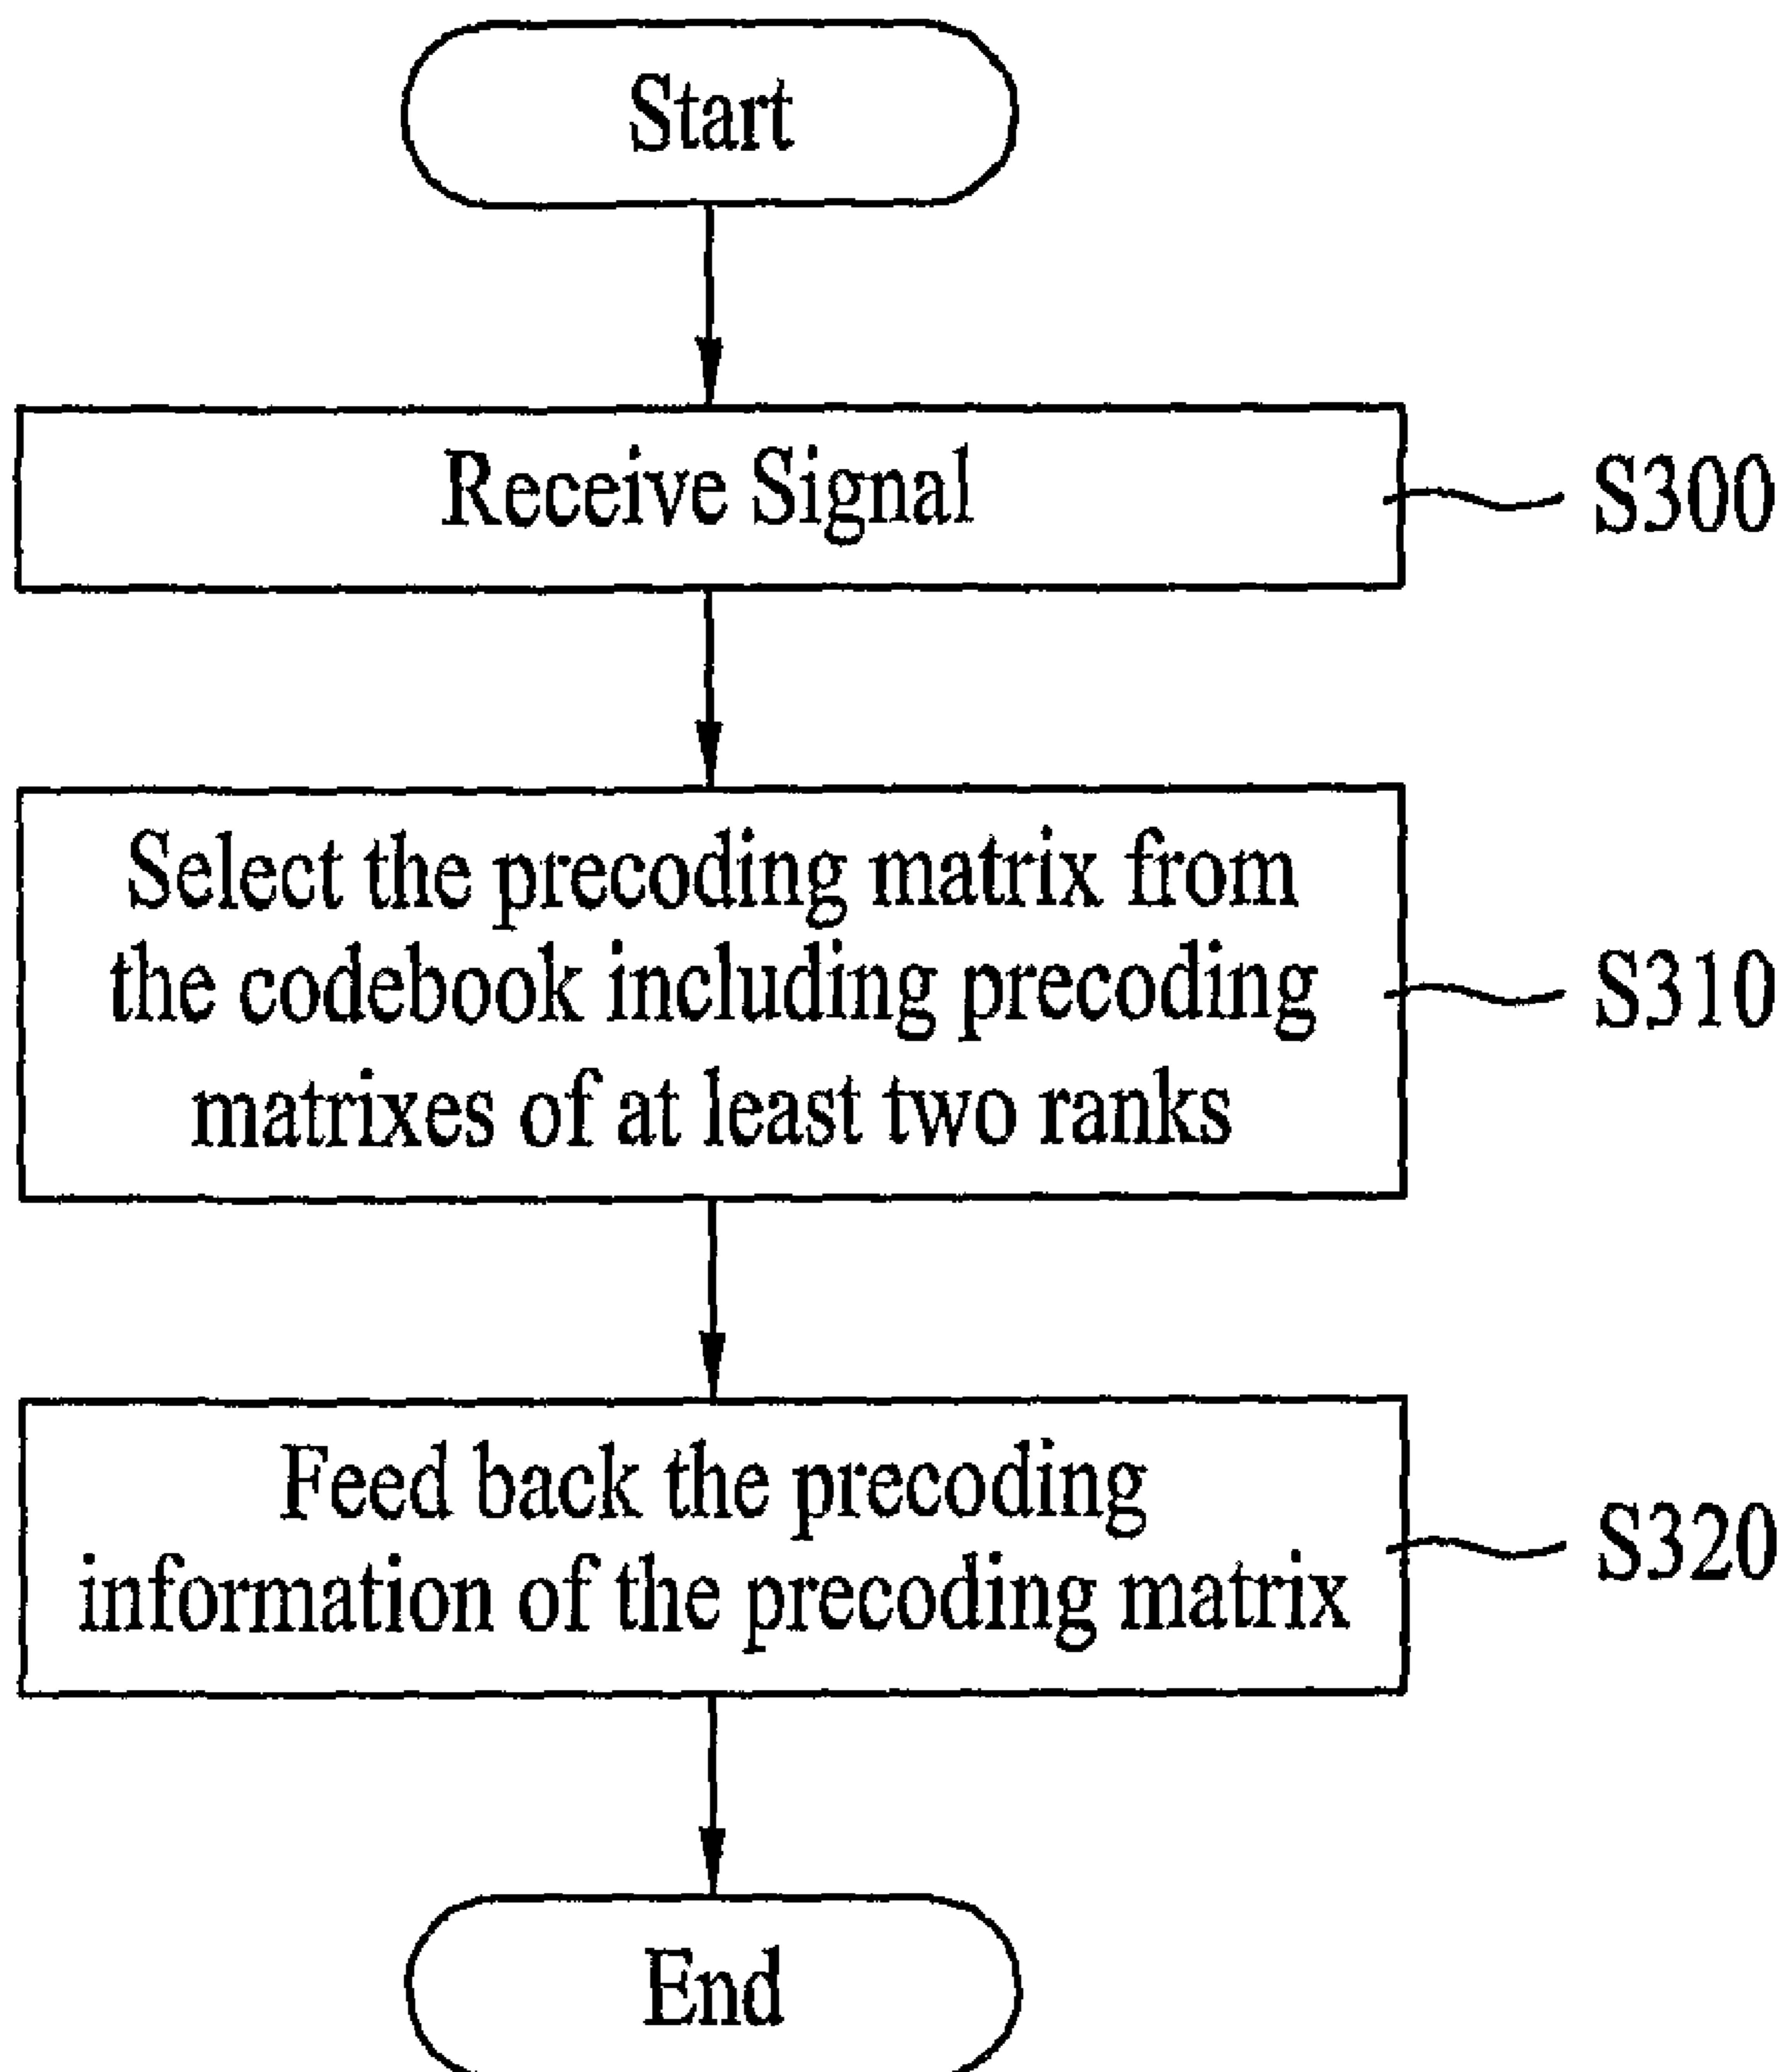 Start
Receive Signal
S300
Select the precoding matrix from
the codebook including precoding
matrixes of at least two ranks
S310
Feed back the precoding
information of the precoding matrix
S320
End